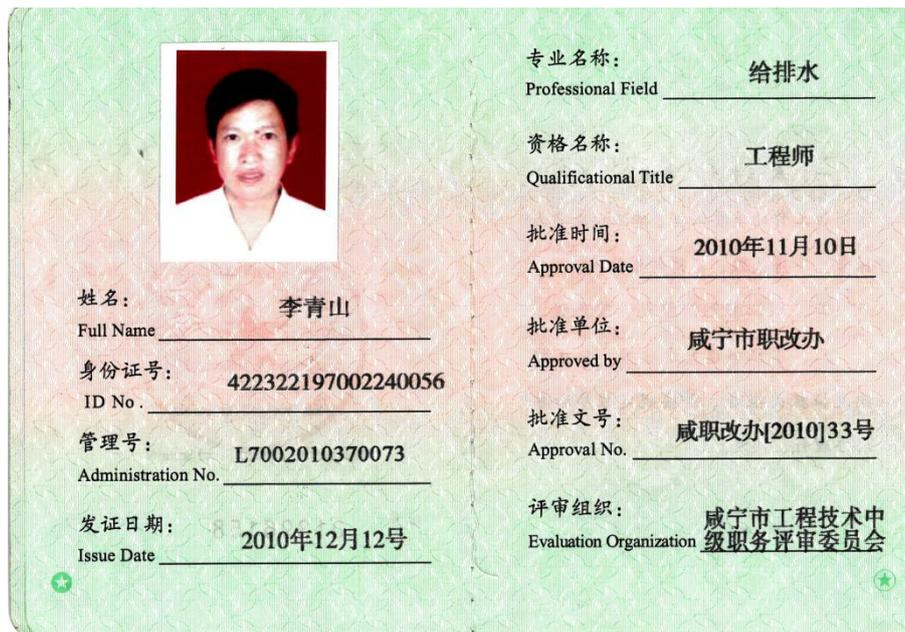 姓名：
李青山
Full Name
身份证号：
422322197002240056
ID No .
管理号：
L7002010370073
Administration No.
发证日期：
2010年12月12号
Issue Date
专业名称：
给排水
Professional Field
资格名称：
工程师
Qualificational Title
批准时间：
2010年11月10日
Approval Date
批准单位：
咸宁市职改办
Approved by
批准文号：
咸职改办[2010]33号
Approval No.
评审组织：
咸宁市工程技术中
Evaluation Organization 级职务评审委员会